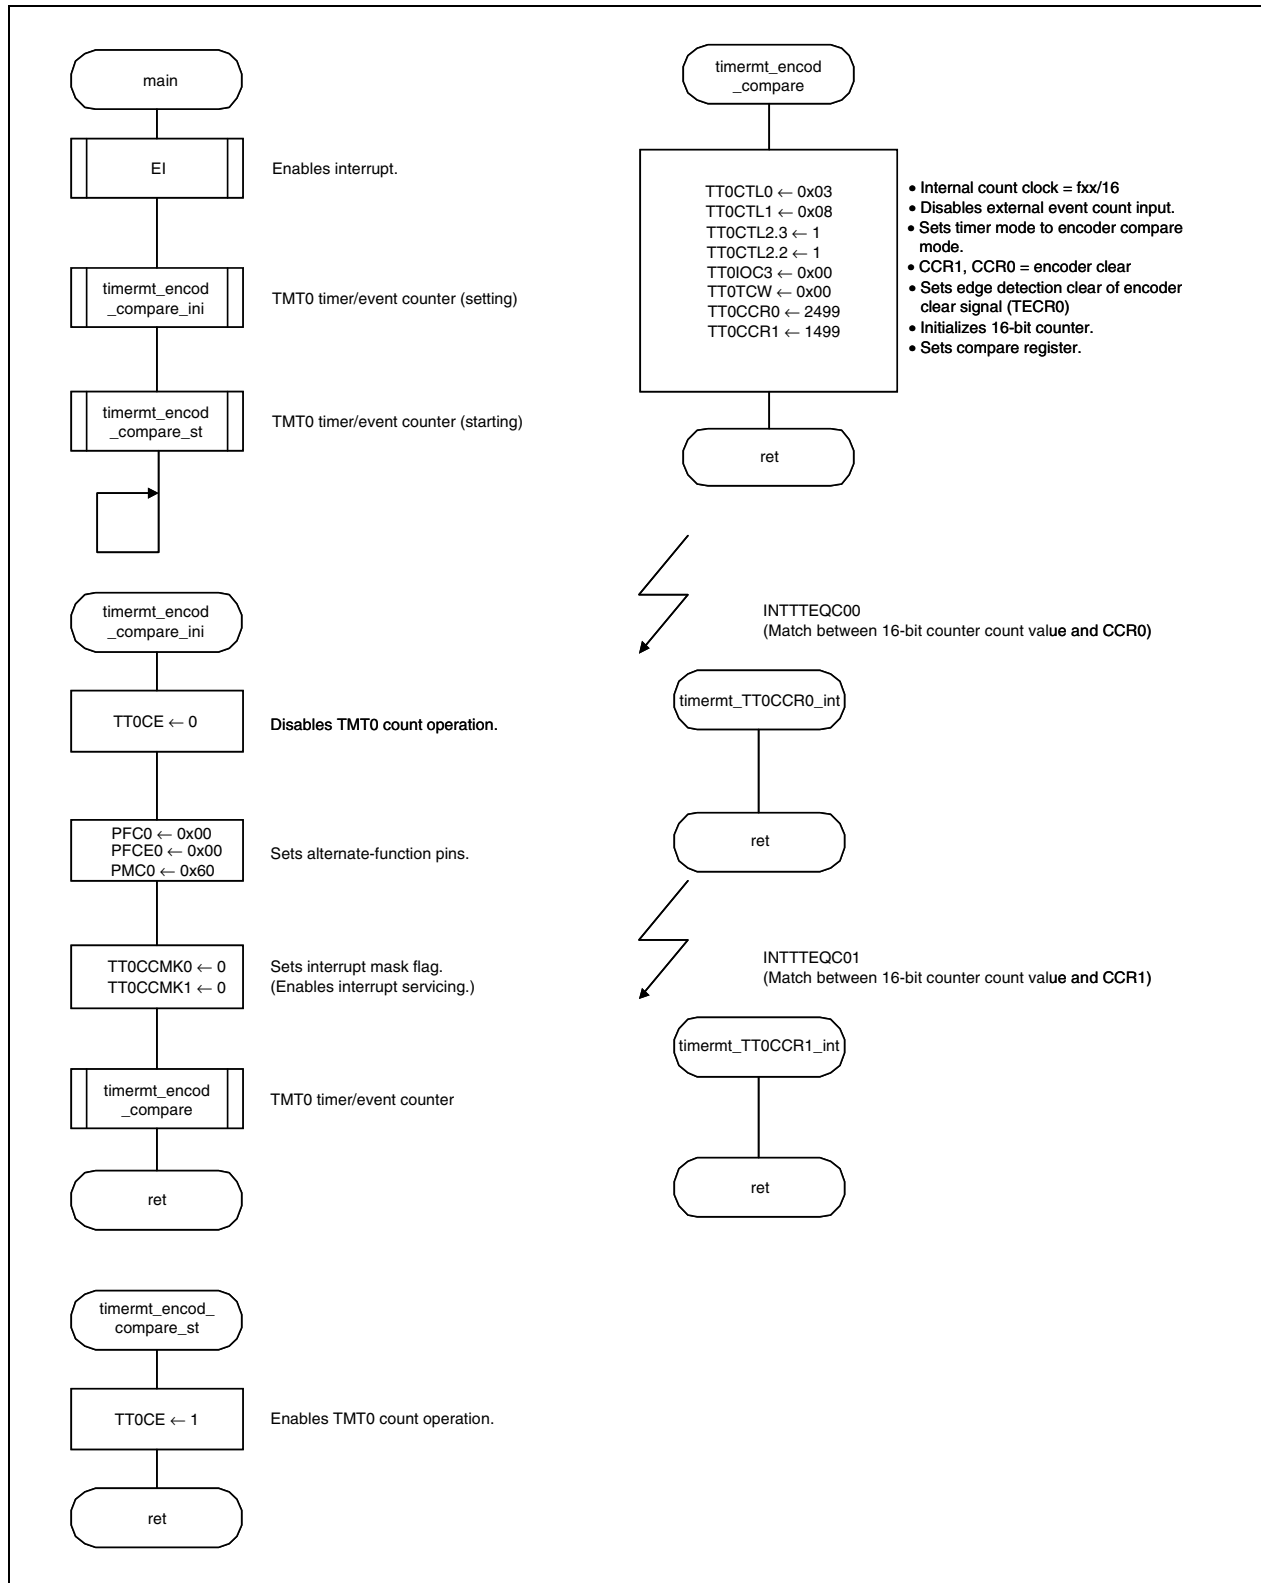 main
EI
Enables interrupt.
timermt_encod
_compare_ini
TMT0 timer/event counter (setting)
timermt_encod
_compare_st
TMT0 timer/event counter (starting)
timermt_encod
_compare_ini
TT0CE ← 0
Disables TMT0 count operation.
PFC0 ← 0x00
PFCE0 ← 0x00
PMC0 ← 0x60
Sets alternate-function pins.
TT0CCMK0 ← 0
TT0CCMK1 ← 0
Sets interrupt mask flag.
(Enables interrupt servicing.)
timermt_encod
_compare
TMT0 timer/event counter
ret
timermt_encod_
compare_st
TT0CE ← 1
Enables TMT0 count operation.
ret
timermt_encod
_compare
TT0CTL0 ← 0x03
TT0CTL1 ← 0x08
TT0CTL2.3 ← 1
TT0CTL2.2 ← 1
TT0IOC3 ← 0x00
TT0TCW ← 0x00
TT0CCR0 ← 2499
TT0CCR1 ← 1499
• Internal count clock = fxx/16
• Disables external event count input.
• Sets timer mode to encoder compare
mode.
• CCR1, CCR0 = encoder clear
• Sets edge detection clear of encoder
clear signal (TECR0)
• Initializes 16-bit counter.
• Sets compare register.
ret
INTTTEQC00
(Match between 16-bit counter count value and CCR0)
timermt_TT0CCR0_int
ret
INTTTEQC01
(Match between 16-bit counter count value and CCR1)
timermt_TT0CCR1_int
ret